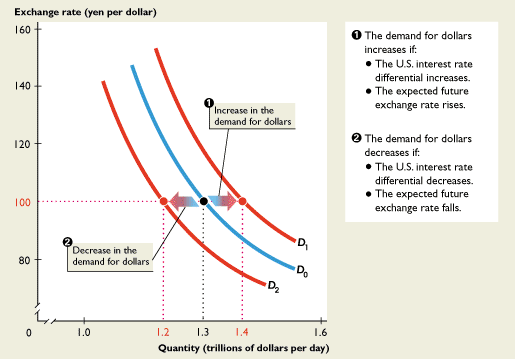 Exchange rate (yen per dollar)
160
140
120
100
80
0
1.0
1.2
1.3
1.4
1.6
Quantity (trillions of dollars per day)
1
Increase in the
demand for dollars
2
Decrease in the
demand for dollars
D1
D0
D2
1 The demand for dollars
increases if:
● The U.S. interest rate
differential increases.
● The expected future
exchange rate rises.
2 The demand for dollars
decreases if:
● The U.S. interest rate
differential decreases.
● The expected future
exchange rate falls.